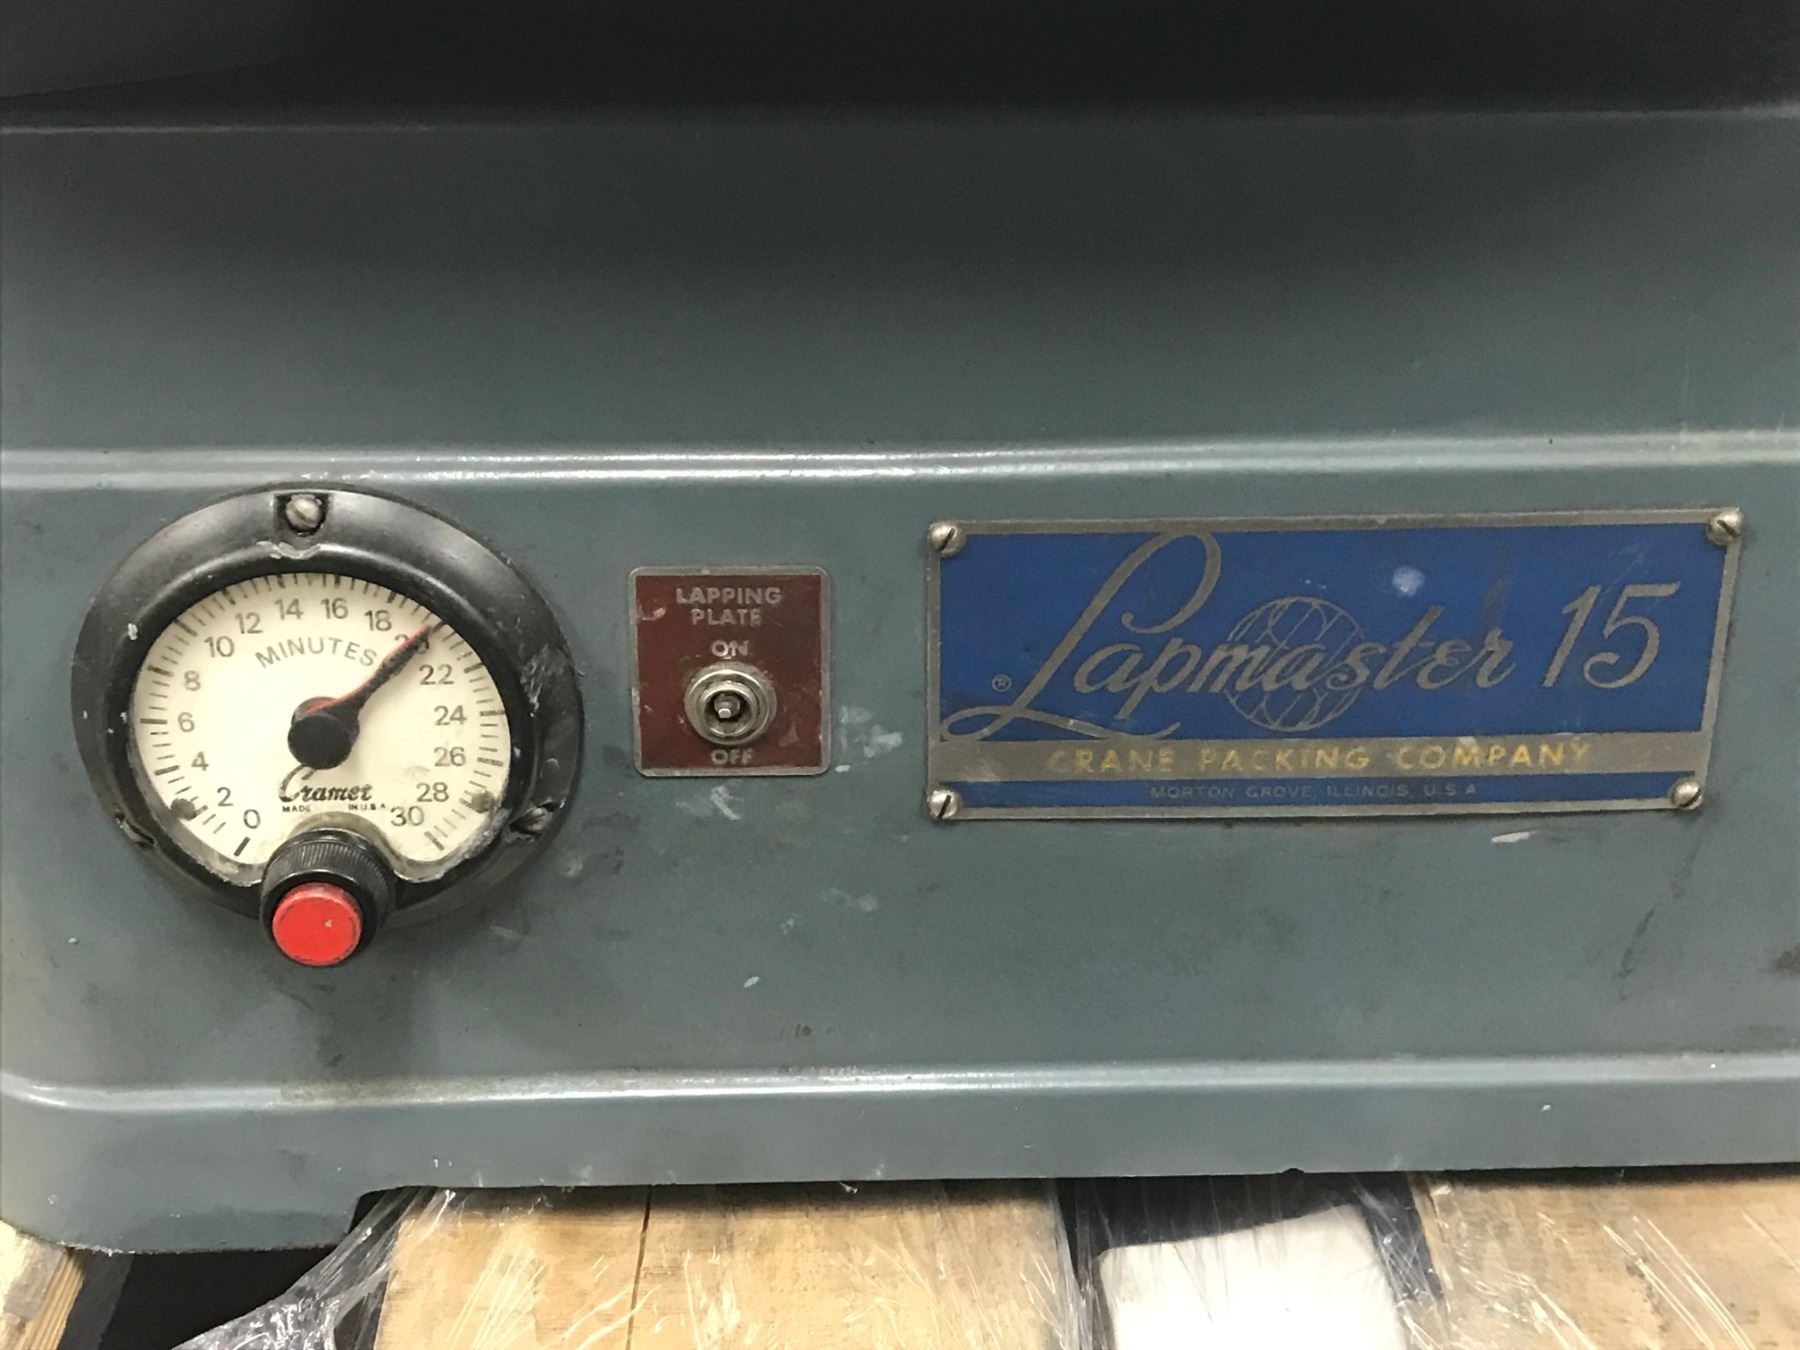 0 2 4 6 8 10 12 14 16 18 20 22 24 26 28 30
MINUTES
Cramer
MADE IN U.S.A.
LAPPING
PLATE
ON
OFF
® Lapmaster 15
CRANE PACKING COMPANY
MORTON GROVE, ILLINOIS, U.S.A